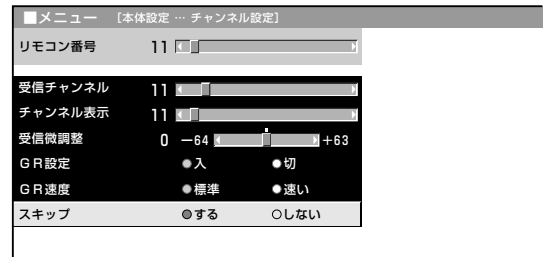 ■メニュー [本体設定 … チャンネル設定]
リモコン番号 11
受信チャンネル 11
チャンネル表示 11
受信微調整 0 −64 +63
GR設定 ●入 ●切
GR速度 ●標準 ●速い
スキップ ●する ○しない